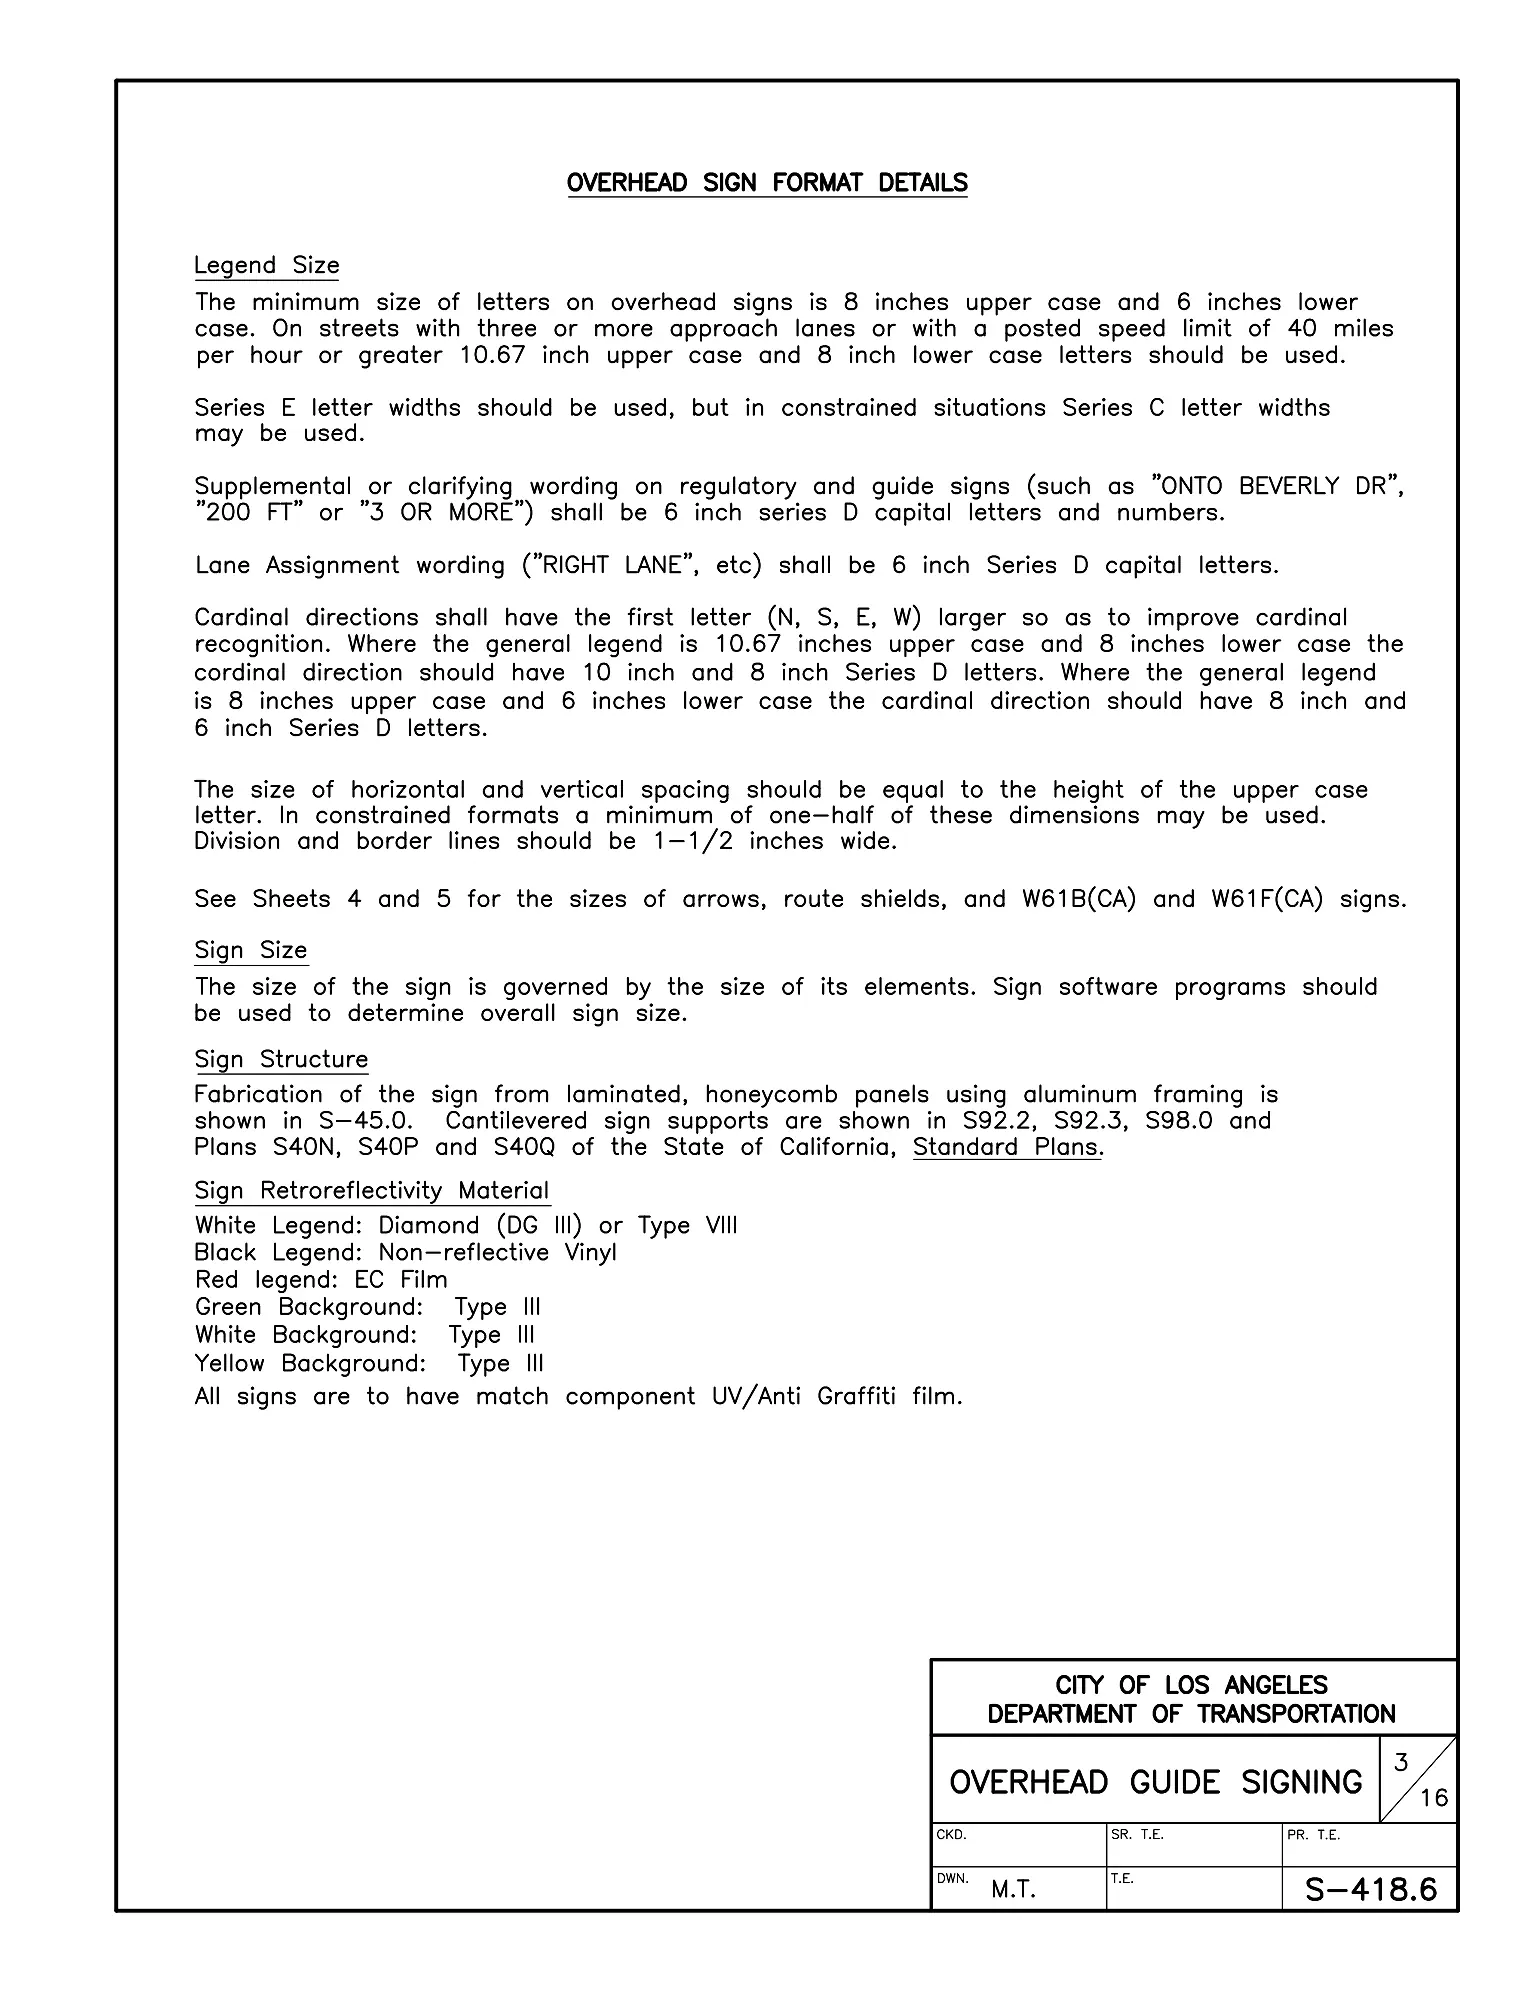 OVERHEAD SIGN FORMAT DETAILS
Legend Size
The minimum size of letters on overhead signs is 8 inches upper case and 6 inches lower
case. On streets with three or more approach lanes or with a posted speed limit of 40 miles
per hour or greater 10.67 inch upper case and 8 inch lower case letters should be used.
Series E letter widths should be used, but in constrained situations Series C letter widths
may be used.
Supplemental or clarifying wording on regulatory and guide signs (such as ”ONTO BEVERLY DR”,
”200 FT” or ”3 OR MORE”) shall be 6 inch series D capital letters and numbers.
Lane Assignment wording (”RIGHT LANE”, etc) shall be 6 inch Series D capital letters.
Cardinal directions shall have the first letter (N, S, E, W) larger so as to improve cardinal
recognition. Where the general legend is 10.67 inches upper case and 8 inches lower case the
cordinal direction should have 10 inch and 8 inch Series D letters. Where the general legend
is 8 inches upper case and 6 inches lower case the cardinal direction should have 8 inch and
6 inch Series D letters.
The size of horizontal and vertical spacing should be equal to the height of the upper case
letter. In constrained formats a minimum of one-half of these dimensions may be used.
Division and border lines should be 1-1/2 inches wide.
See Sheets 4 and 5 for the sizes of arrows, route shields, and W61B(CA) and W61F(CA) signs.
Sign Size
The size of the sign is governed by the size of its elements. Sign software programs should
be used to determine overall sign size.
Sign Structure
Fabrication of the sign from laminated, honeycomb panels using aluminum framing is
shown in S-45.0. Cantilevered sign supports are shown in S92.2, S92.3, S98.0 and
Plans S40N, S40P and S40Q of the State of California, Standard Plans.
Sign Retroreflectivity Material
White Legend: Diamond (DG III) or Type VIII
Black Legend: Non-reflective Vinyl
Red legend: EC Film
Green Background: Type III
White Background: Type III
Yellow Background: Type III
All signs are to have match component UV/Anti Graffiti film.
CITY OF LOS ANGELES
DEPARTMENT OF TRANSPORTATION
OVERHEAD GUIDE SIGNING 3/16
CKD. SR. T.E. PR. T.E.
DWN. M.T. T.E. S-418.6